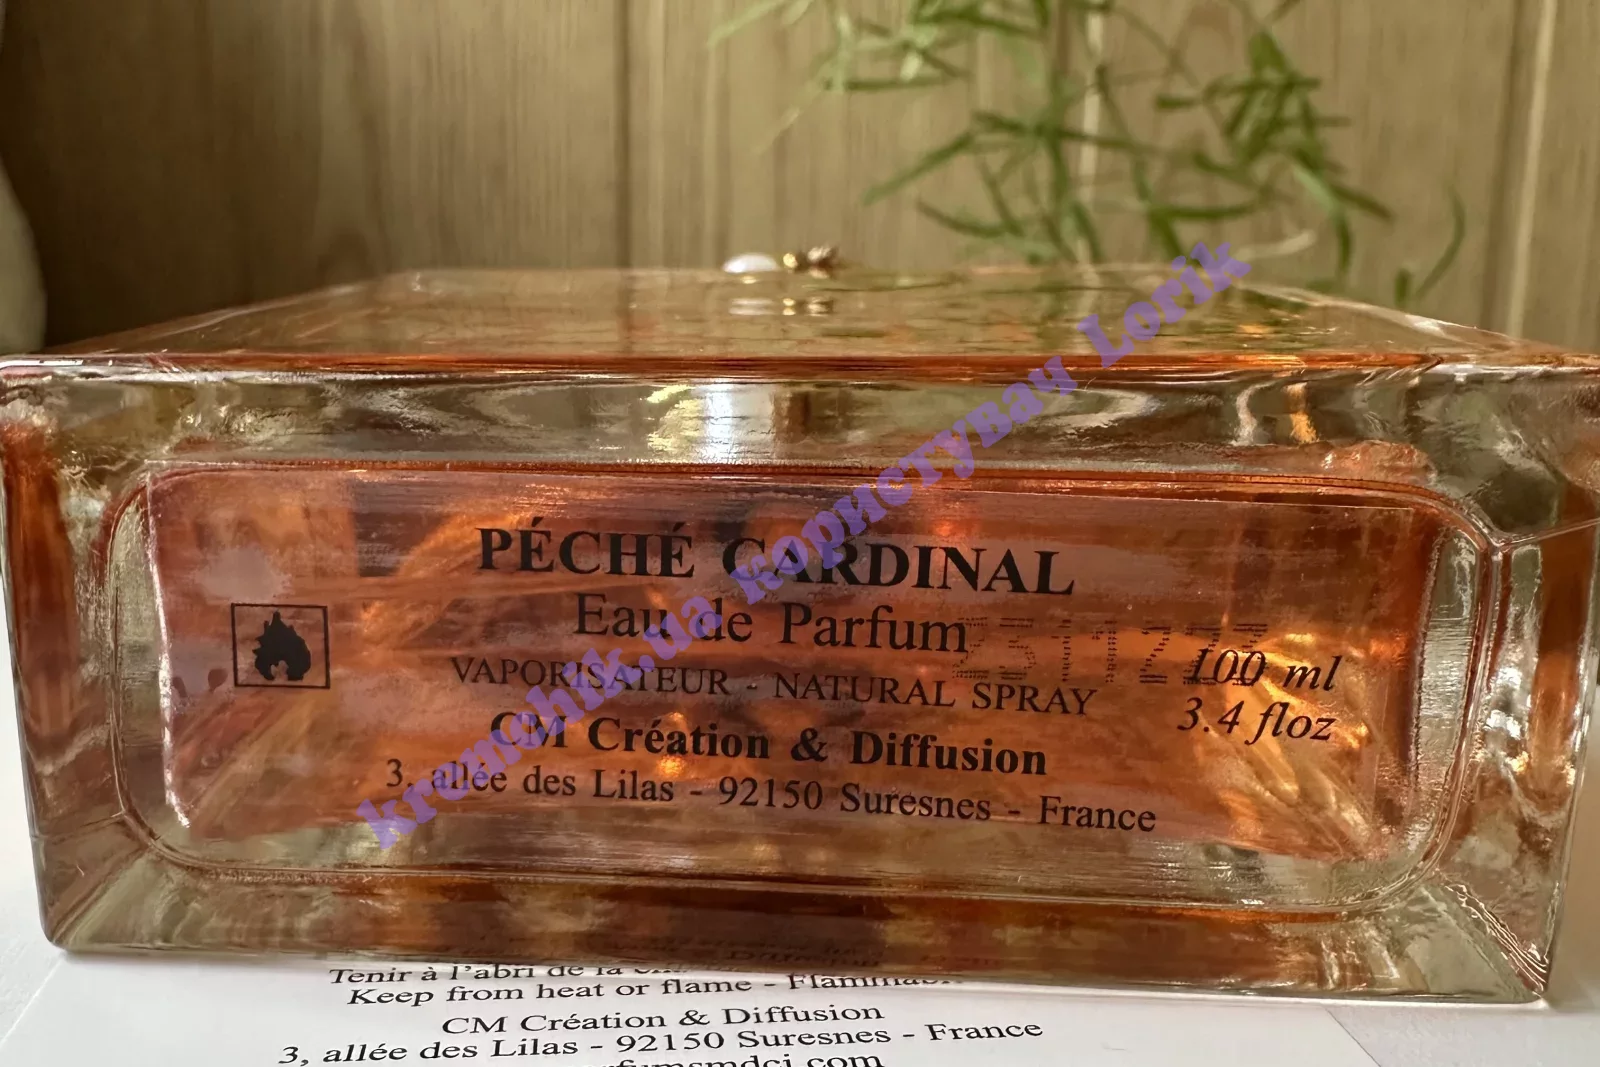 PÉCHÉ CARDINAL
Eau de Parfum
VAPORISATEUR - NATURAL SPRAY
100 ml
3.4 floz
CM Création & Diffusion
3, allée des Lilas - 92150 Suresnes - France
Tenir à l'abri de la
Keep from heat or flame -
CM Création & Diffusion
3, allée des Lilas - 92150 Suresnes - France
kremchik.ua користуВач Lorik